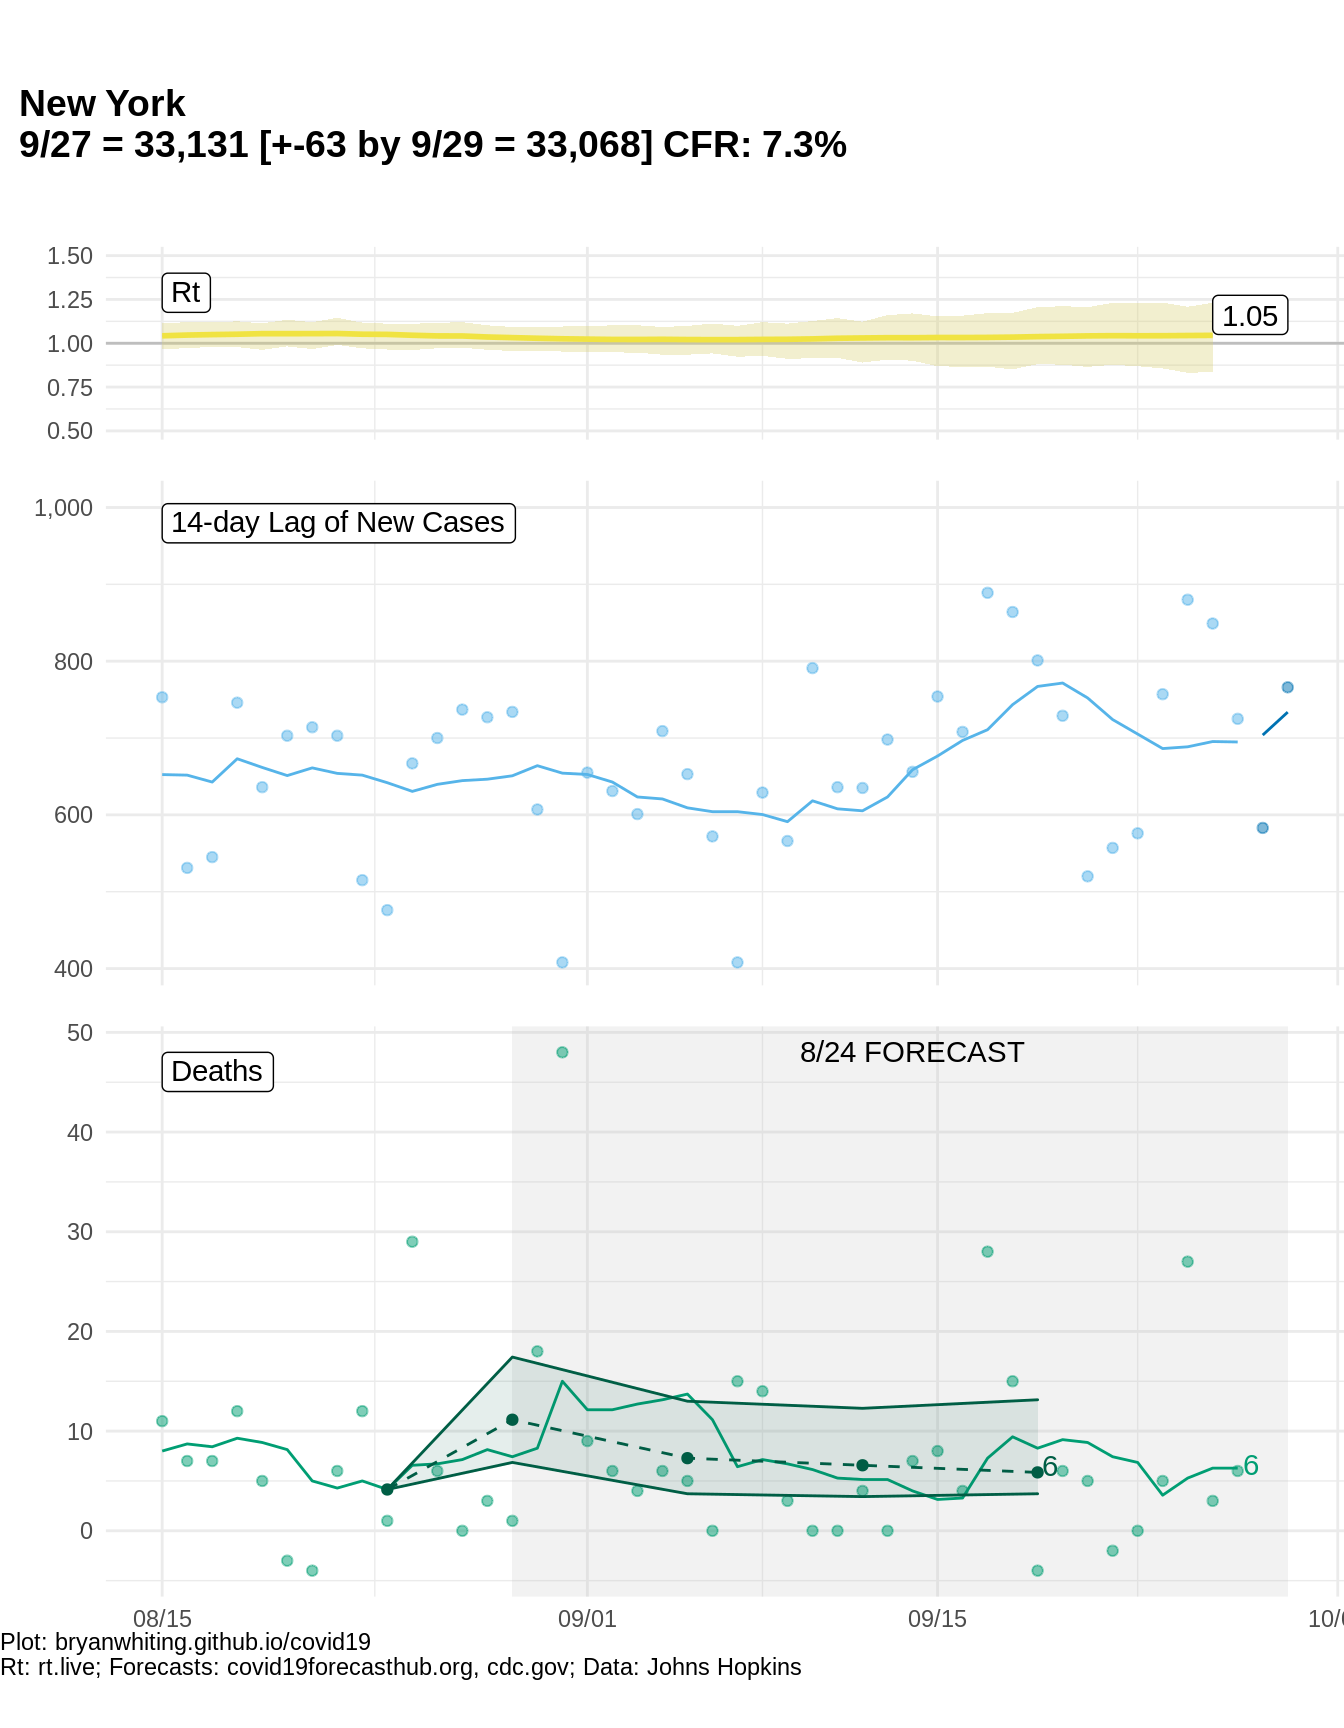 New York
9/27 = 33,131 [+-63 by 9/29 = 33,068] CFR: 7.3%
1.50
1.25
1.00
0.75
0.50
Rt
1.05
1,000
800
600
400
14-day Lag of New Cases
50
40
30
20
10
0
8/24 FORECAST
Deaths
6
6
08/15
09/01
09/15
10/0
Plot: bryanwhiting.github.io/covid19
Rt: rt.live; Forecasts: covid19forecasthub.org, cdc.gov; Data: Johns Hopkins